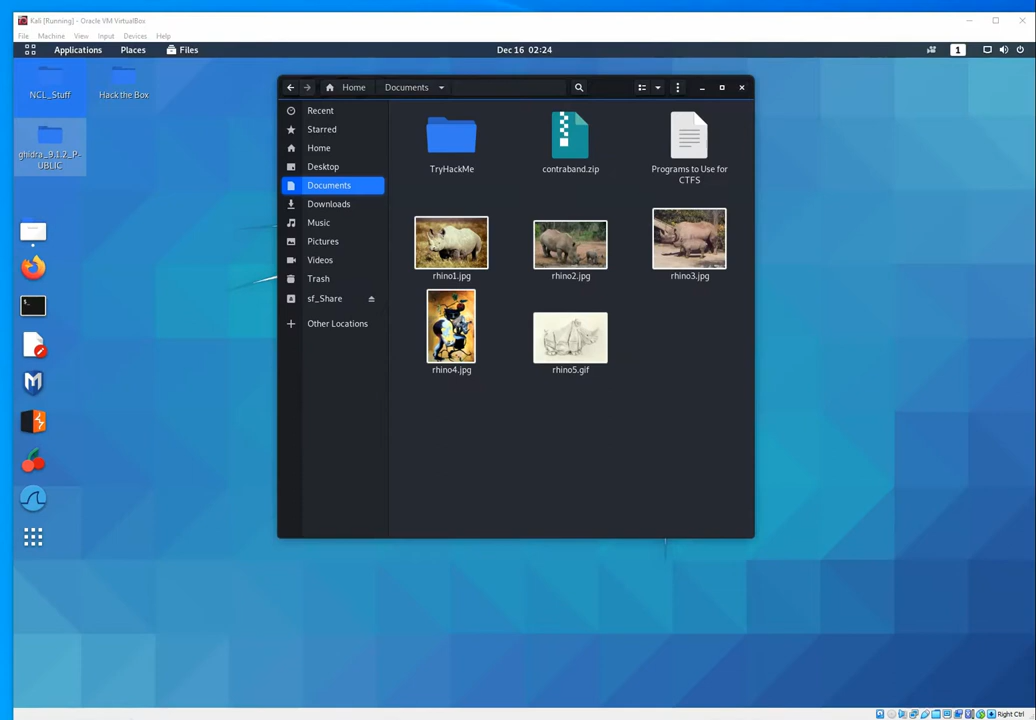 Kali [Running] - Oracle VM VirtualBox
File Machine View Input Devices Help
Applications Places Files Dec 16 02:24 1
NCL_Stuff
Hack the Box
ghidra_9.1.2_P-
UBLIC
Home Documents
Recent
Starred
Home
Desktop
Documents
Downloads
Music
Pictures
Videos
Trash
sf_Share
Other Locations
TryHackMe
contraband.zip
Programs to Use for
CTFS
rhino1.jpg
rhino2.jpg
rhino3.jpg
rhino4.jpg
rhino5.gif
$_
Right Ctrl